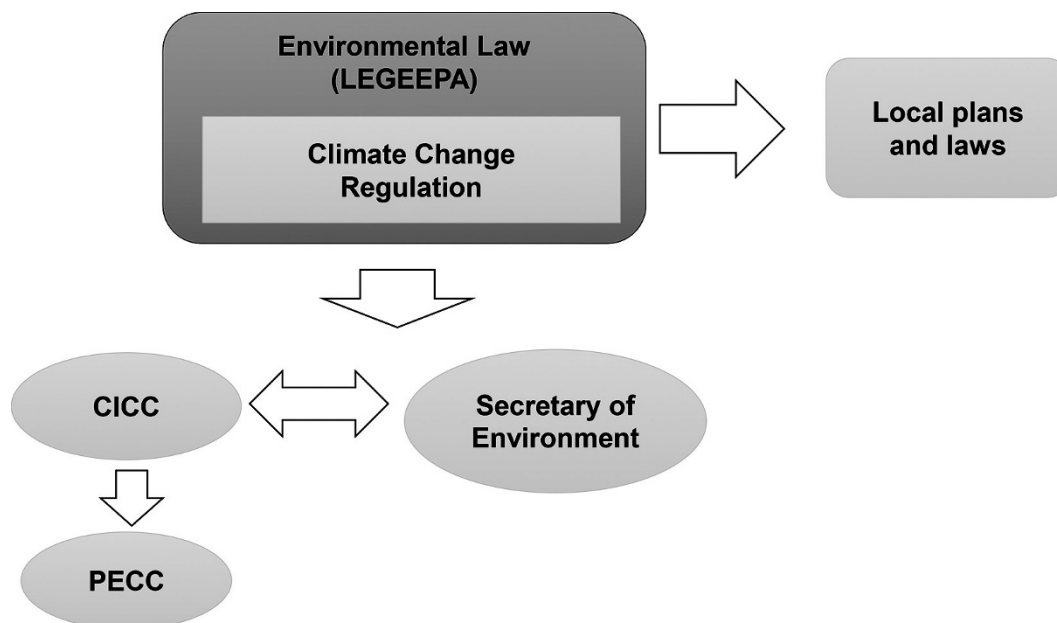 Environmental Law
(LEGEEPA)
Climate Change
Regulation
Local plans
and laws
CICC
Secretary of
Environment
PECC